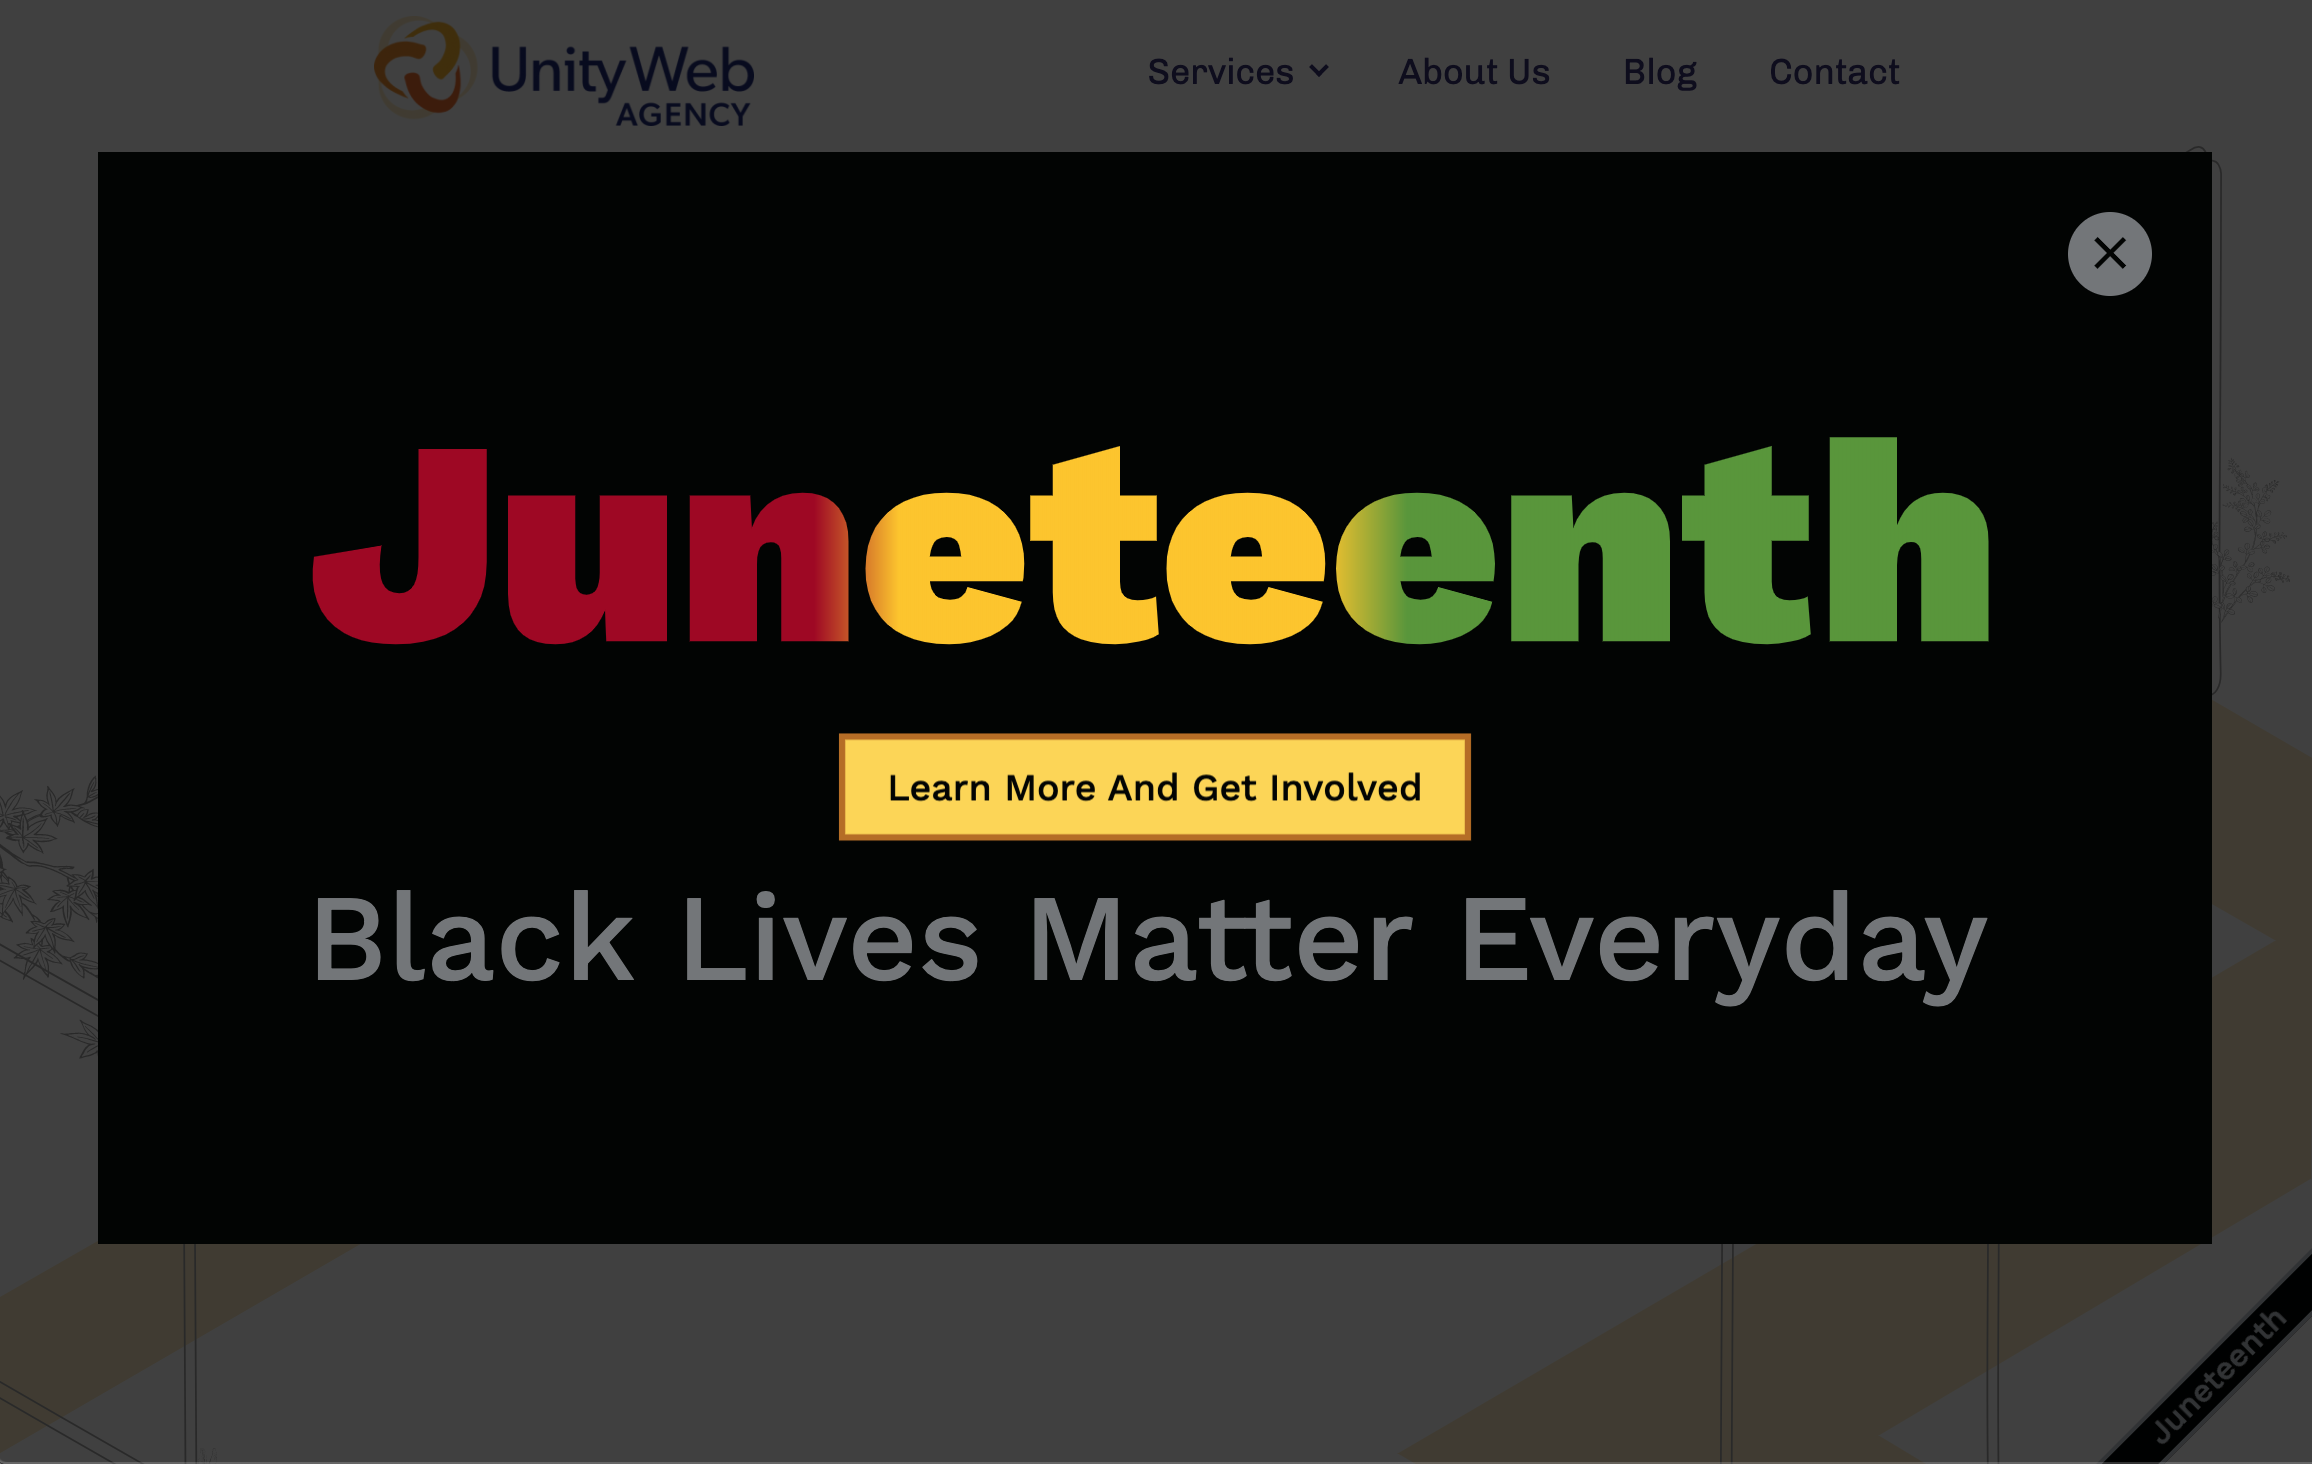 UnityWeb
AGENCY
Services
About Us
Blog
Contact
Juneteenth
Learn More And Get Involved
Black Lives Matter Everyday
Juneteenth